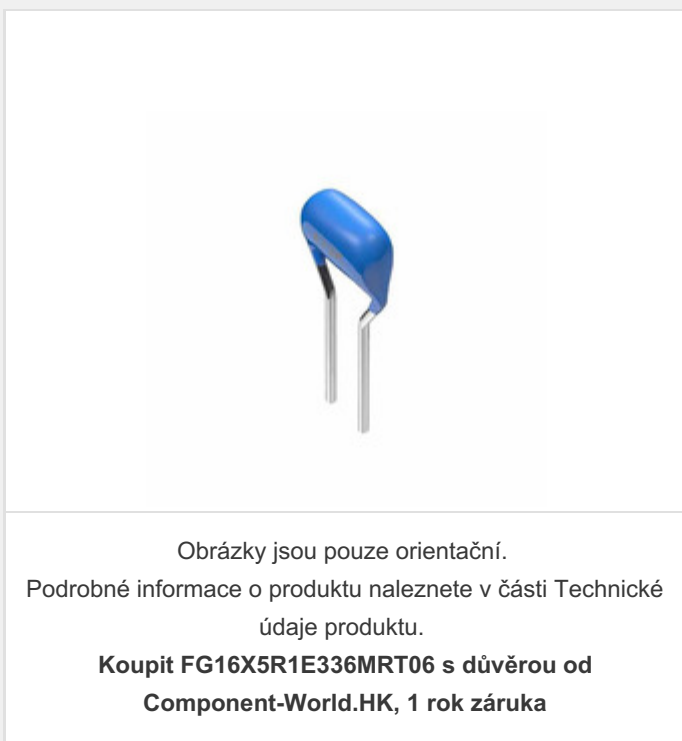 Obrázky jsou pouze orientační.
Podrobné informace o produktu naleznete v části Technické
údaje produktu.
Koupit FG16X5R1E336MRT06 s důvěrou od
Component-World.HK, 1 rok záruka